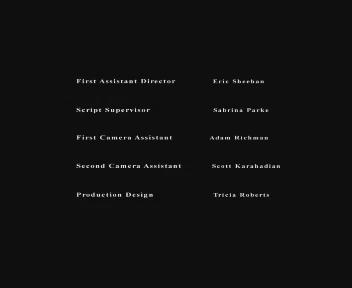 First Assistant Director Eric Sheehan
Script Supervisor Sabrina Parke
First Camera Assistant Adam Richman
Second Camera Assistant Scott Karahadian
Production Design Tricia Roberts